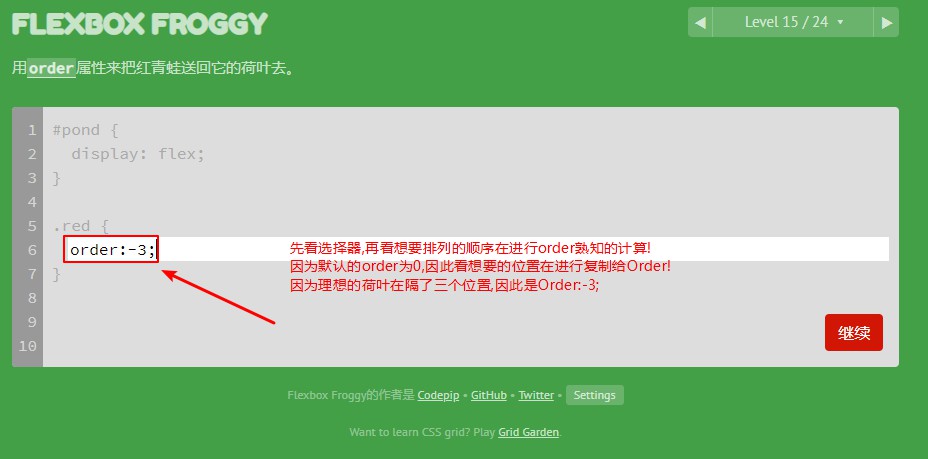 FLEXBOX FROGGY
◀ Level 15 / 24 ▼ ▶
用order属性来把红青蛙送回它的荷叶去。
1 #pond {
2 display: flex;
3 }
4
5 .red {
6 order:-3;
7 }
8
9
10
先看选择器,再看想要排列的顺序在进行order熟知的计算!
因为默认的order为0,因此看想要的位置在进行复制给Order!
因为理想的荷叶在隔了三个位置,因此是Order:-3;
继续
Flexbox Froggy的作者是 Codepip • GitHub • Twitter • Settings
Want to learn CSS grid? Play Grid Garden.